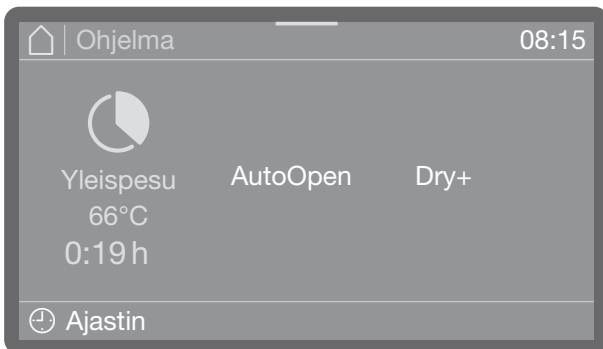 Ohjelma 08:15
Yleispesu AutoOpen Dry+
66°C
0:19 h
Ajastin